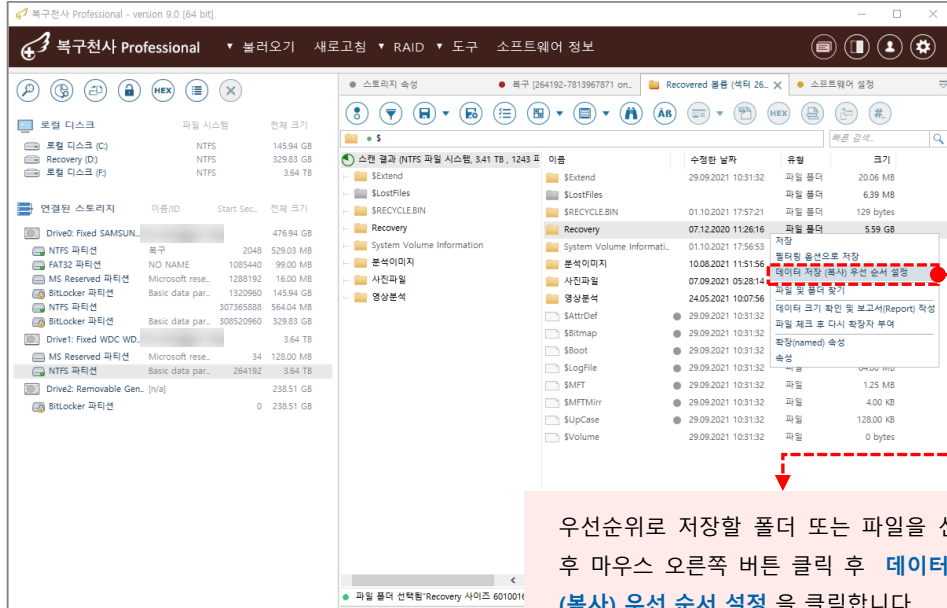 복구천사 Professional - version 9.0 [64 bit]
복구천사 Professional ▼ 불러오기 새로고침 ▼ RAID ▼ 도구 소프트웨어 정보
HEX
로컬 디스크 파일 시스템 전체 크기
로컬 디스크 (C) NTFS 145.94 GB
Recovery (D) NTFS 329.83 GB
로컬 디스크 (F) NTFS 3.64 TB
연결된 스토리지 이름/ID Start Sec... 전체 크기
Drive0: Fixed SAMSUN... 476.94 GB
NTFS 파티션 복구 2048 529.03 MB
FAT32 파티션 NO NAME 1085440 99.00 MB
MS Reserved 파티션 Microsoft rese... 1288192 16.00 MB
BitLocker 파티션 Basic data par... 1320960 145.94 GB
NTFS 파티션 307365888 564.04 MB
BitLocker 파티션 Basic data par... 308520960 329.83 GB
Drive1: Fixed WDC WD... 3.64 TB
MS Reserved 파티션 Microsoft rese... 34 128.00 MB
NTFS 파티션 Basic data par... 264192 3.64 TB
Drive2: Removable Gen... [n/a] 238.51 GB
BitLocker 파티션 0 238.51 GB
스토리지 속성 복구 [264192-7813967871 on... Recovered 볼륨 (섹터 26... X 소프트웨어 설정
ÄB HEX #
$ 빠른 검색...
스캔 결과 (NTFS 파일 시스템, 3.41 TB , 1243 파
$Extend
$LostFiles
$RECYCLE.BIN
Recovery
System Volume Information
분석이미지
사진파일
영상분석
이름 수정한 날짜 유형 크기
$Extend 29.09.2021 10:31:32 파일 폴더 20.06 MB
$LostFiles 파일 폴더 6.39 MB
$RECYCLE.BIN 01.10.2021 17:57:21 파일 폴더 129 bytes
Recovery 07.12.2020 11:26:16 파일 폴더 5.59 GB
System Volume Informati... 01.10.2021 17:56:53
분석이미지 10.08.2021 11:51:56
사진파일 07.09.2021 05:28:14
영상분석 24.05.2021 10:07:56
$AttrDef 29.09.2021 10:31:32
$Bitmap 29.09.2021 10:31:32
$Boot 29.09.2021 10:31:32
$LogFile 29.09.2021 10:31:32 파일 64.00 MB
$MFT 29.09.2021 10:31:32 파일 1.25 MB
$MFTMirr 29.09.2021 10:31:32 파일 4.00 KB
$UpCase 29.09.2021 10:31:32 파일 128.00 KB
$Volume 29.09.2021 10:31:32 파일 0 bytes
저장
필터링 옵션으로 저장
데이터 저장 (복사) 우선 순서 설정
파일 및 폴더 찾기
데이터 크기 확인 및 보고서(Report) 작성
파일 체크 후 다시 확장자 부여
확장(named) 속성
속성
우선순위로 저장할 폴더 또는 파일을 선
후 마우스 오른쪽 버튼 클릭 후 데이터
(복사) 우선 순서 설정 을 클릭합니다
파일 폴더 선택됨"Recovery 사이즈 6010016